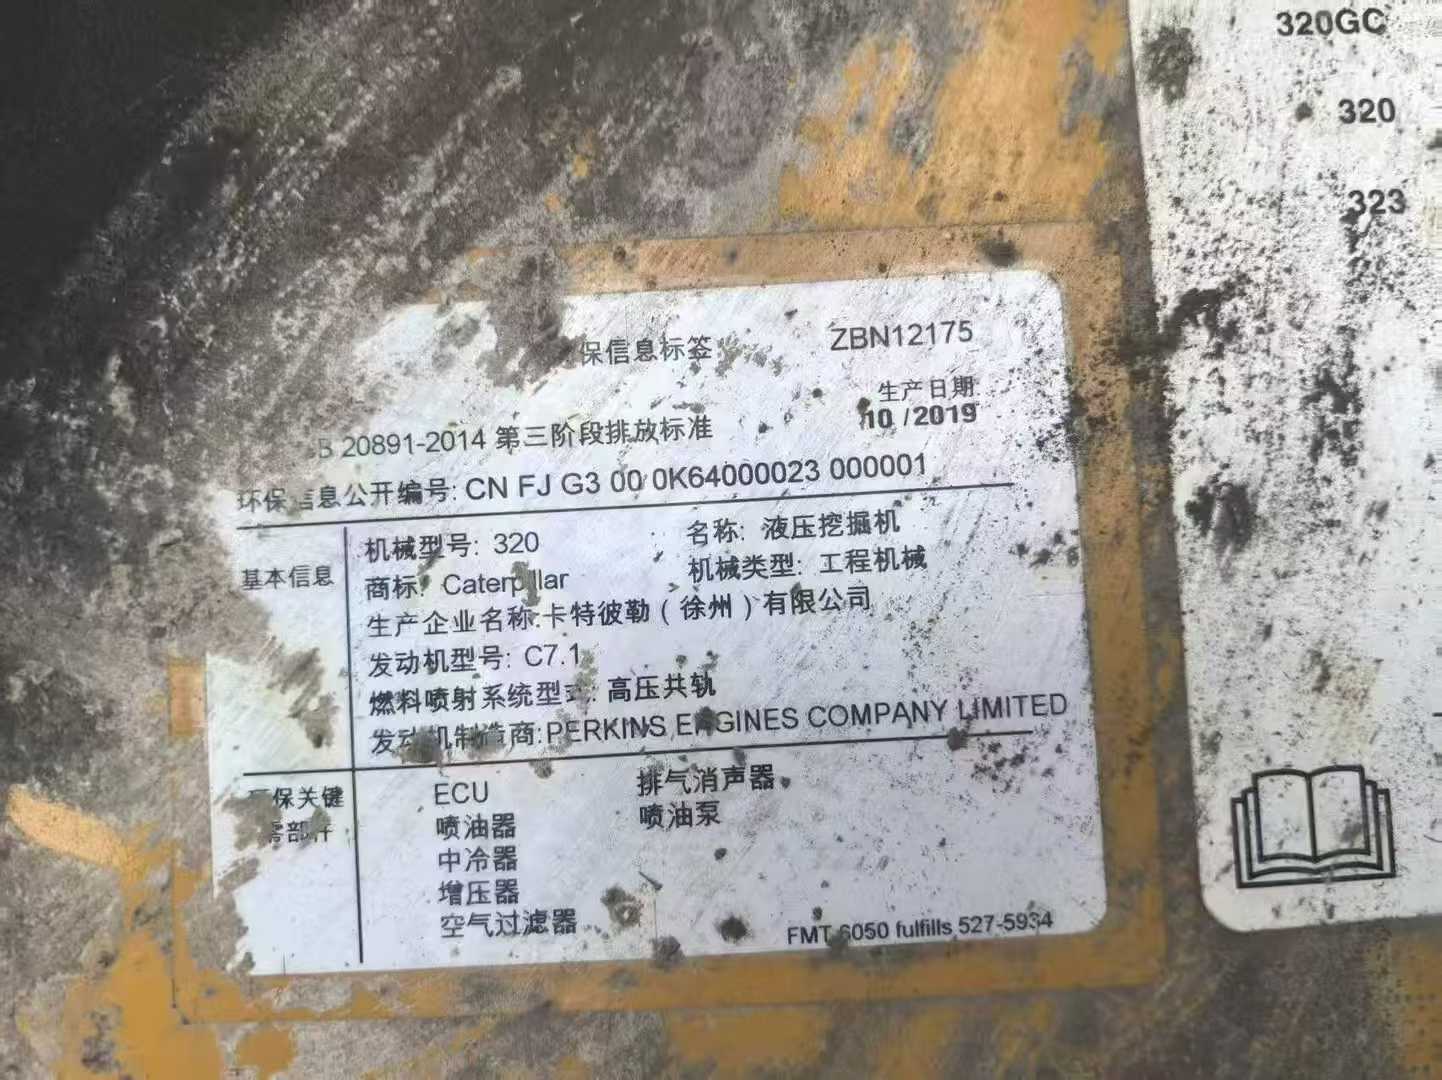 320GC
320
323
保信息标签 ZBN12175
生产日期
10 /2019
B 20891-2014 第三阶段排放标准
环保信息公开编号: CN FJ G3 00 0K64000023 000001
基本信息
机械型号: 320 名称: 液压挖掘机
商标: Caterpillar 机械类型: 工程机械
生产企业名称:卡特彼勒（徐州）有限公司
发动机型号: C7.1
燃料喷射系统型式: 高压共轨
发动机制造商:PERKINS ENGINES COMPANY LIMITED
保关键
部件
ECU 排气消声器
喷油器 喷油泵
中冷器
增压器
空气过滤器
FMT 6050 fulfills 527-5934